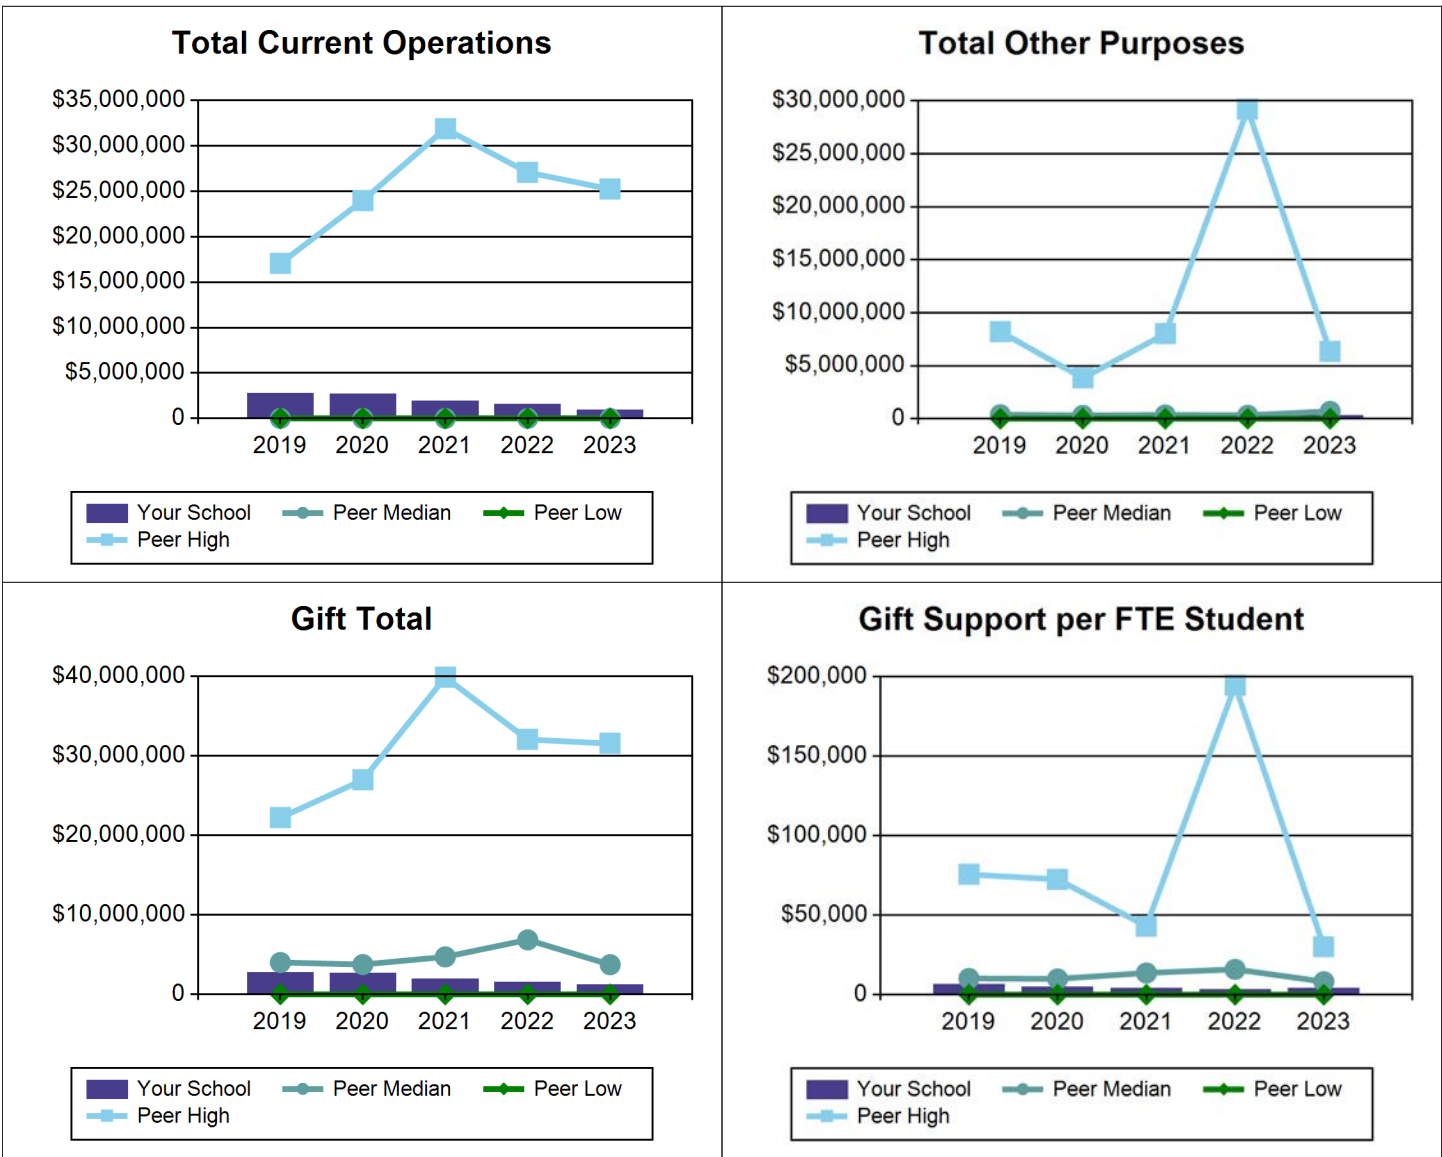 Total Current Operations
$35,000,000
$30,000,000
$25,000,000
$20,000,000
$15,000,000
$10,000,000
$5,000,000
0
2019 2020 2021 2022 2023
Your School Peer Median Peer Low
Peer High
Total Other Purposes
$30,000,000
$25,000,000
$20,000,000
$15,000,000
$10,000,000
$5,000,000
0
2019 2020 2021 2022 2023
Your School Peer Median Peer Low
Peer High
Gift Total
$40,000,000
$30,000,000
$20,000,000
$10,000,000
0
2019 2020 2021 2022 2023
Your School Peer Median Peer Low
Peer High
Gift Support per FTE Student
$200,000
$150,000
$100,000
$50,000
0
2019 2020 2021 2022 2023
Your School Peer Median Peer Low
Peer High